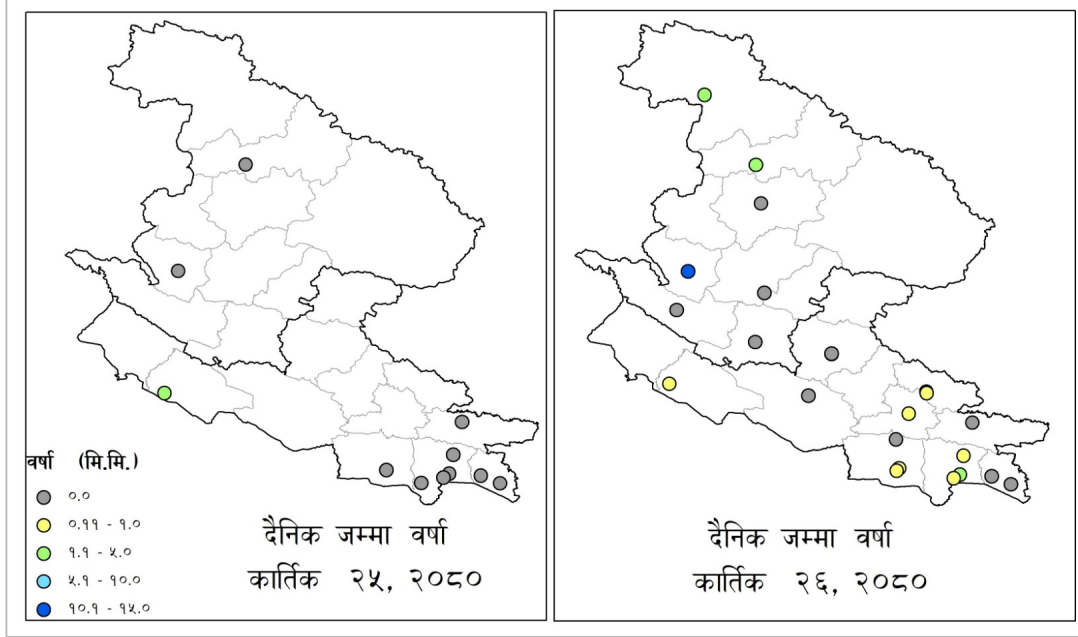 वर्षा (मि.मि.)
०.०
०.११ - १.०
१.१ - ५.०
५.१ - १०.०
१०.१ - १५.०
दैनिक जम्मा वर्षा
कार्तिक २५, २०८०
दैनिक जम्मा वर्षा
कार्तिक २६, २०८०